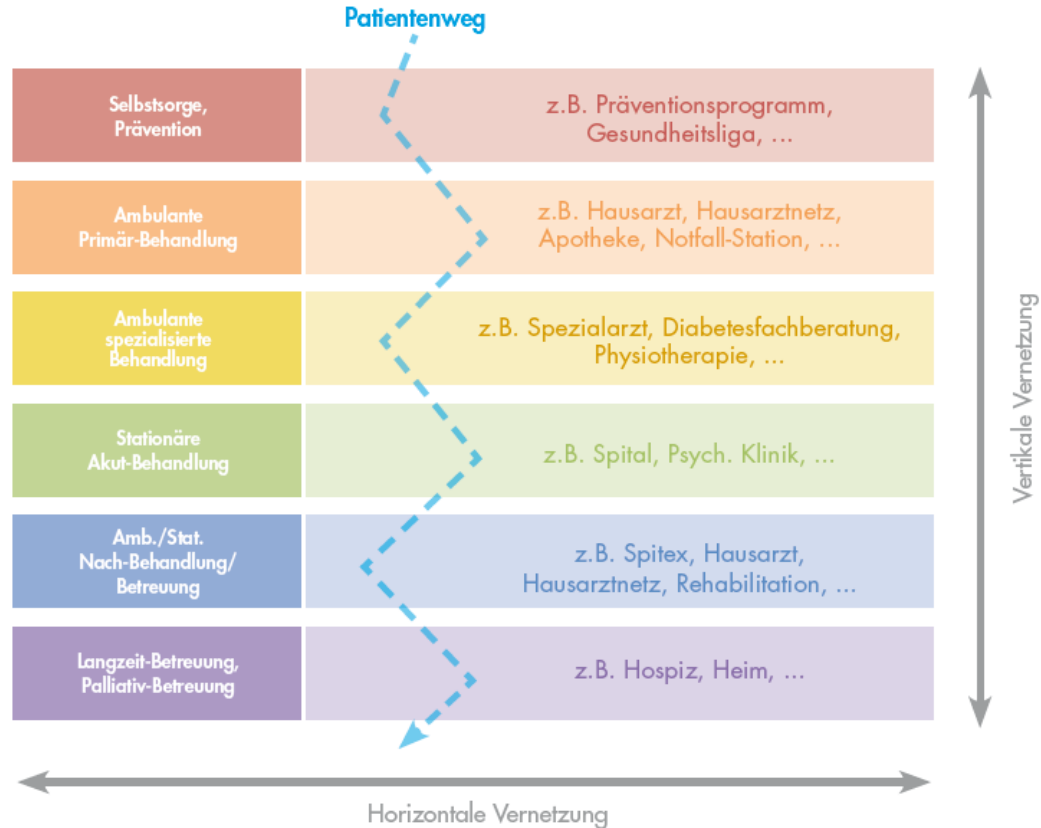 Patientenweg
Selbstsorge,
Prävention
z.B. Präventionsprogramm,
Gesundheitsliga, ...
Ambulante
Primär-Behandlung
z.B. Hausarzt, Hausarztnetz,
Apotheke, Notfall-Station, ...
Ambulante
spezialisierte
Behandlung
z.B. Spezialarzt, Diabetesfachberatung,
Physiotherapie, ...
Stationäre
Akut-Behandlung
z.B. Spital, Psych. Klinik, ...
Amb./Stat.
Nach-Behandlung/
Betreuung
z.B. Spitex, Hausarzt,
Hausarztnetz, Rehabilitation, ...
Langzeit-Betreuung,
Palliativ-Betreuung
z.B. Hospiz, Heim, ...
Vertikale Vernetzung
Horizontale Vernetzung